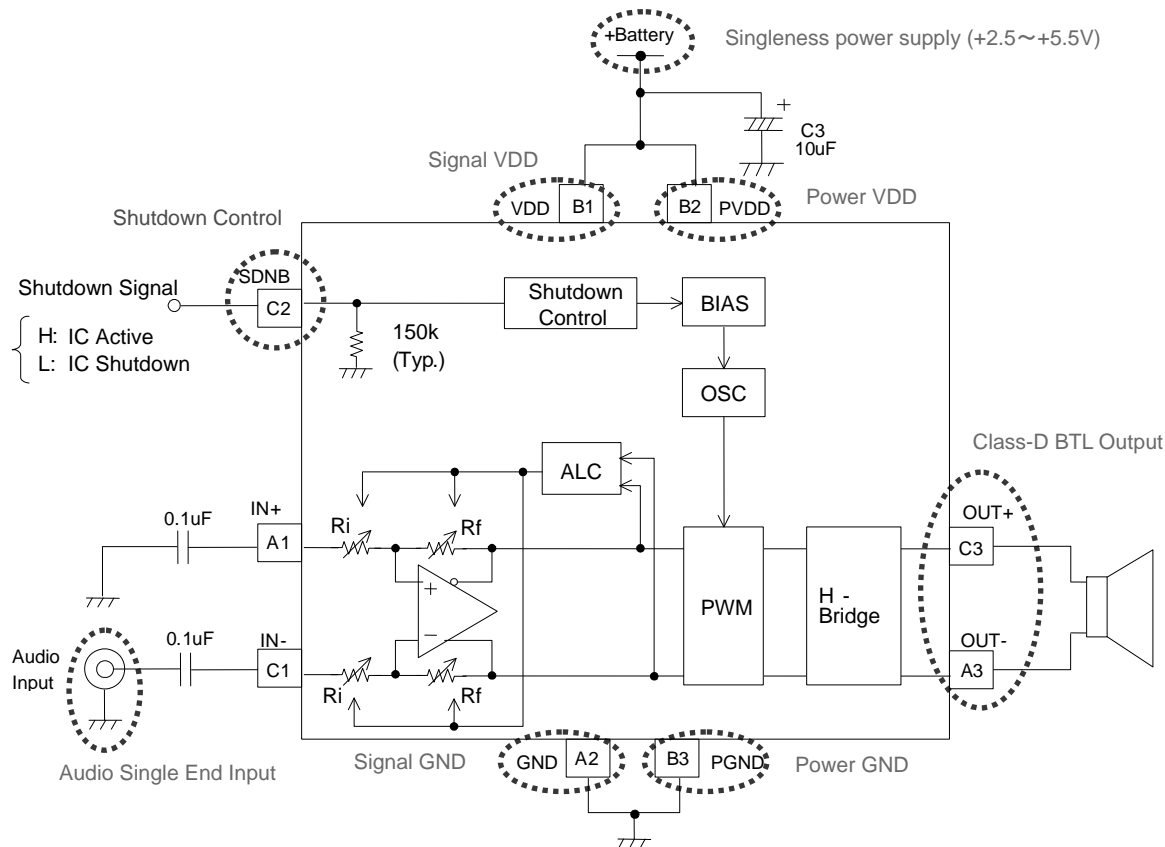 +Battery
Singleness power supply (+2.5～+5.5V)
+
C3
10uF
Signal VDD
Power VDD
VDD
B1
B2
PVDD
Shutdown Control
SDNB
Shutdown Signal
C2
H: IC Active
L: IC Shutdown
150k
(Typ.)
Shutdown
Control
BIAS
OSC
Class-D BTL Output
ALC
IN+
0.1uF
A1
Ri
Rf
OUT+
C3
+
−
PWM
H -
Bridge
Audio
Input
0.1uF
IN-
C1
Ri
Rf
OUT-
A3
Audio Single End Input
Signal GND
GND
A2
B3
PGND
Power GND